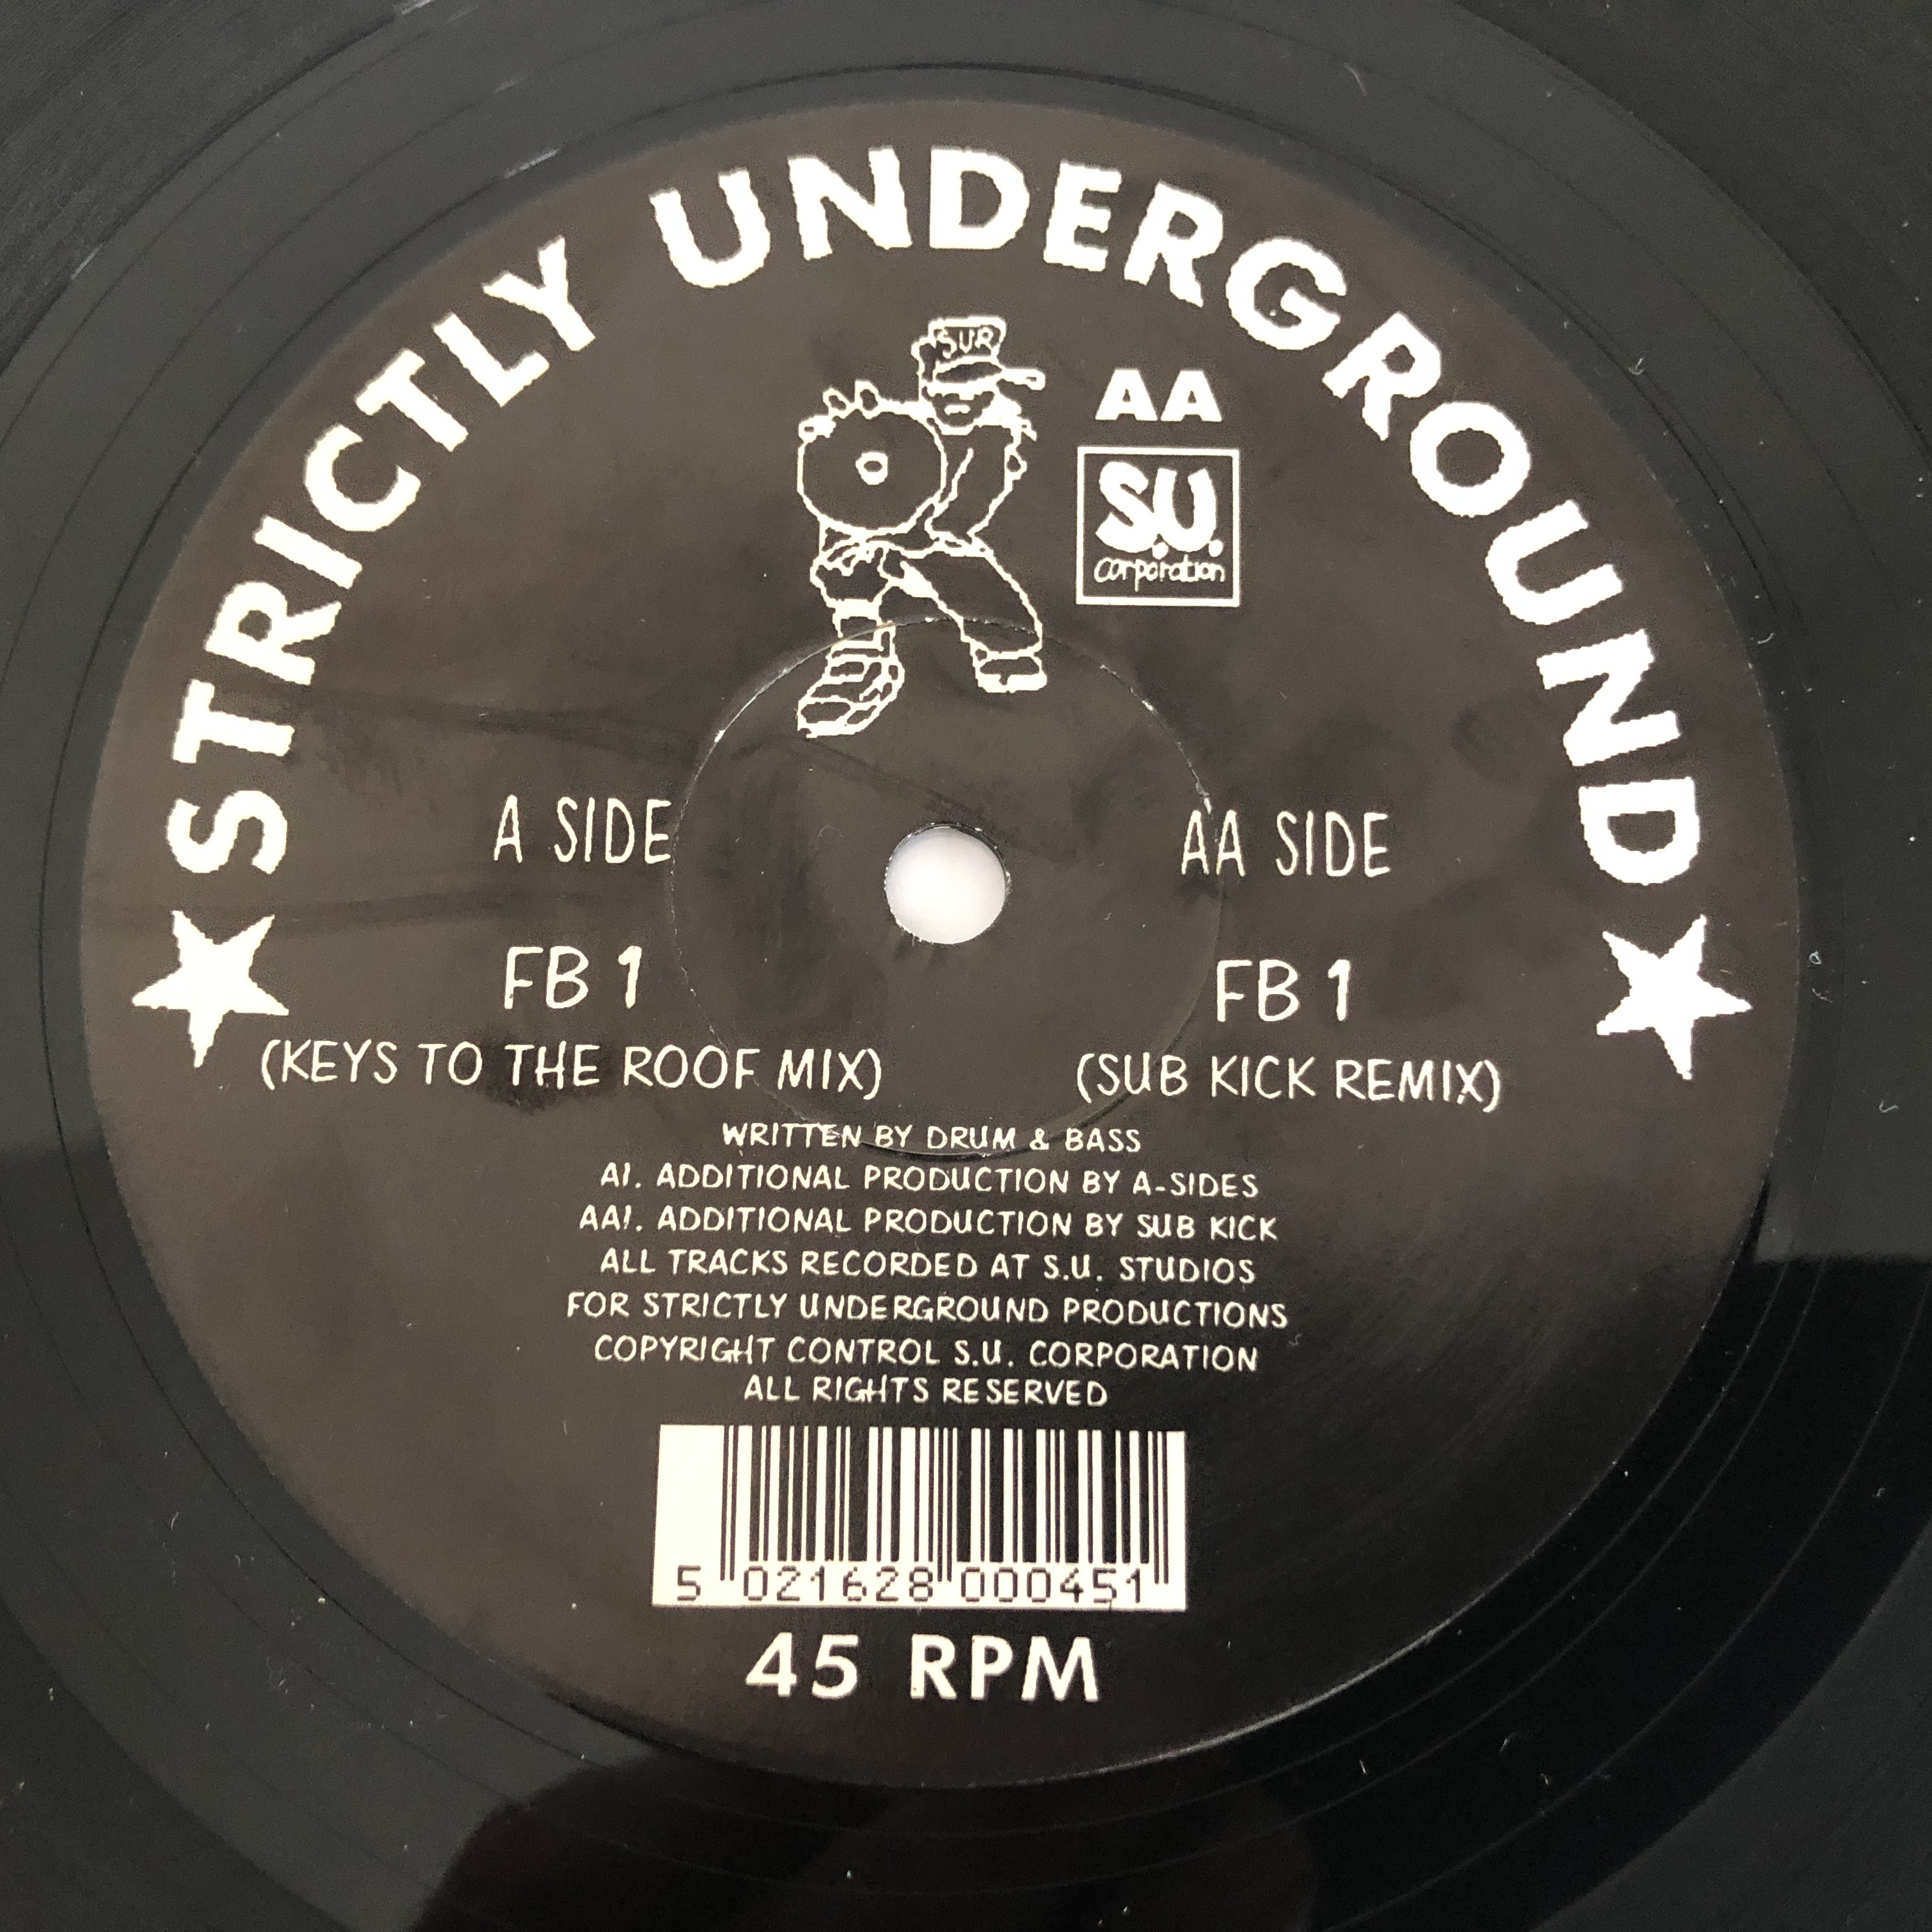 STRICTLY UNDERGROUND
SUR
AA
S.U.
corporation
A SIDE
FB 1
(KEYS TO THE ROOF MIX)
AA SIDE
FB 1
(SUB KICK REMIX)
WRITTEN BY DRUM & BASS
A1. ADDITIONAL PRODUCTION BY A-SIDES
AA1. ADDITIONAL PRODUCTION BY SUB KICK
ALL TRACKS RECORDED AT S.U. STUDIOS
FOR STRICTLY UNDERGROUND PRODUCTIONS
COPYRIGHT CONTROL S.U. CORPORATION
ALL RIGHTS RESERVED
5 021628 000451
45 RPM